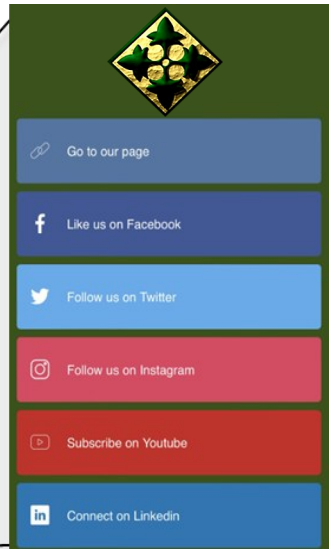 Go to our page
Like us on Facebook
Follow us on Twitter
Follow us on Instagram
Subscribe on Youtube
in Connect on Linkedin